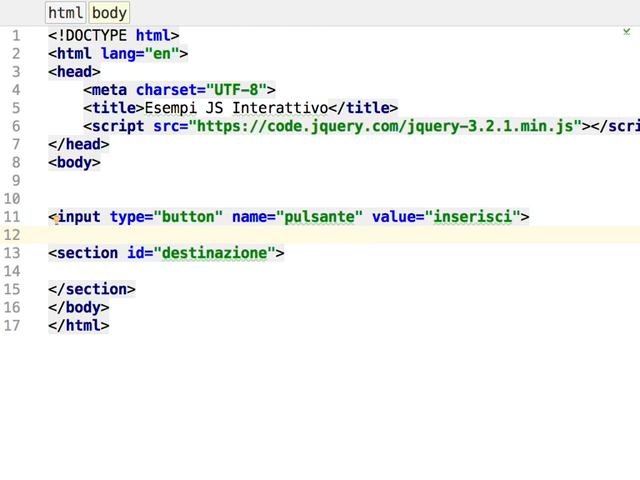 html body
1 <!DOCTYPE html>
2 <html lang="en">
3 <head>
4 <meta charset="UTF-8">
5 <title>Esempi JS Interattivo</title>
6 <script src="https://code.jquery.com/jquery-3.2.1.min.js"></scri
7 </head>
8 <body>
9
10
11 <input type="button" name="pulsante" value="inserisci">
12
13 <section id="destinazione">
14
15 </section>
16 </body>
17 </html>